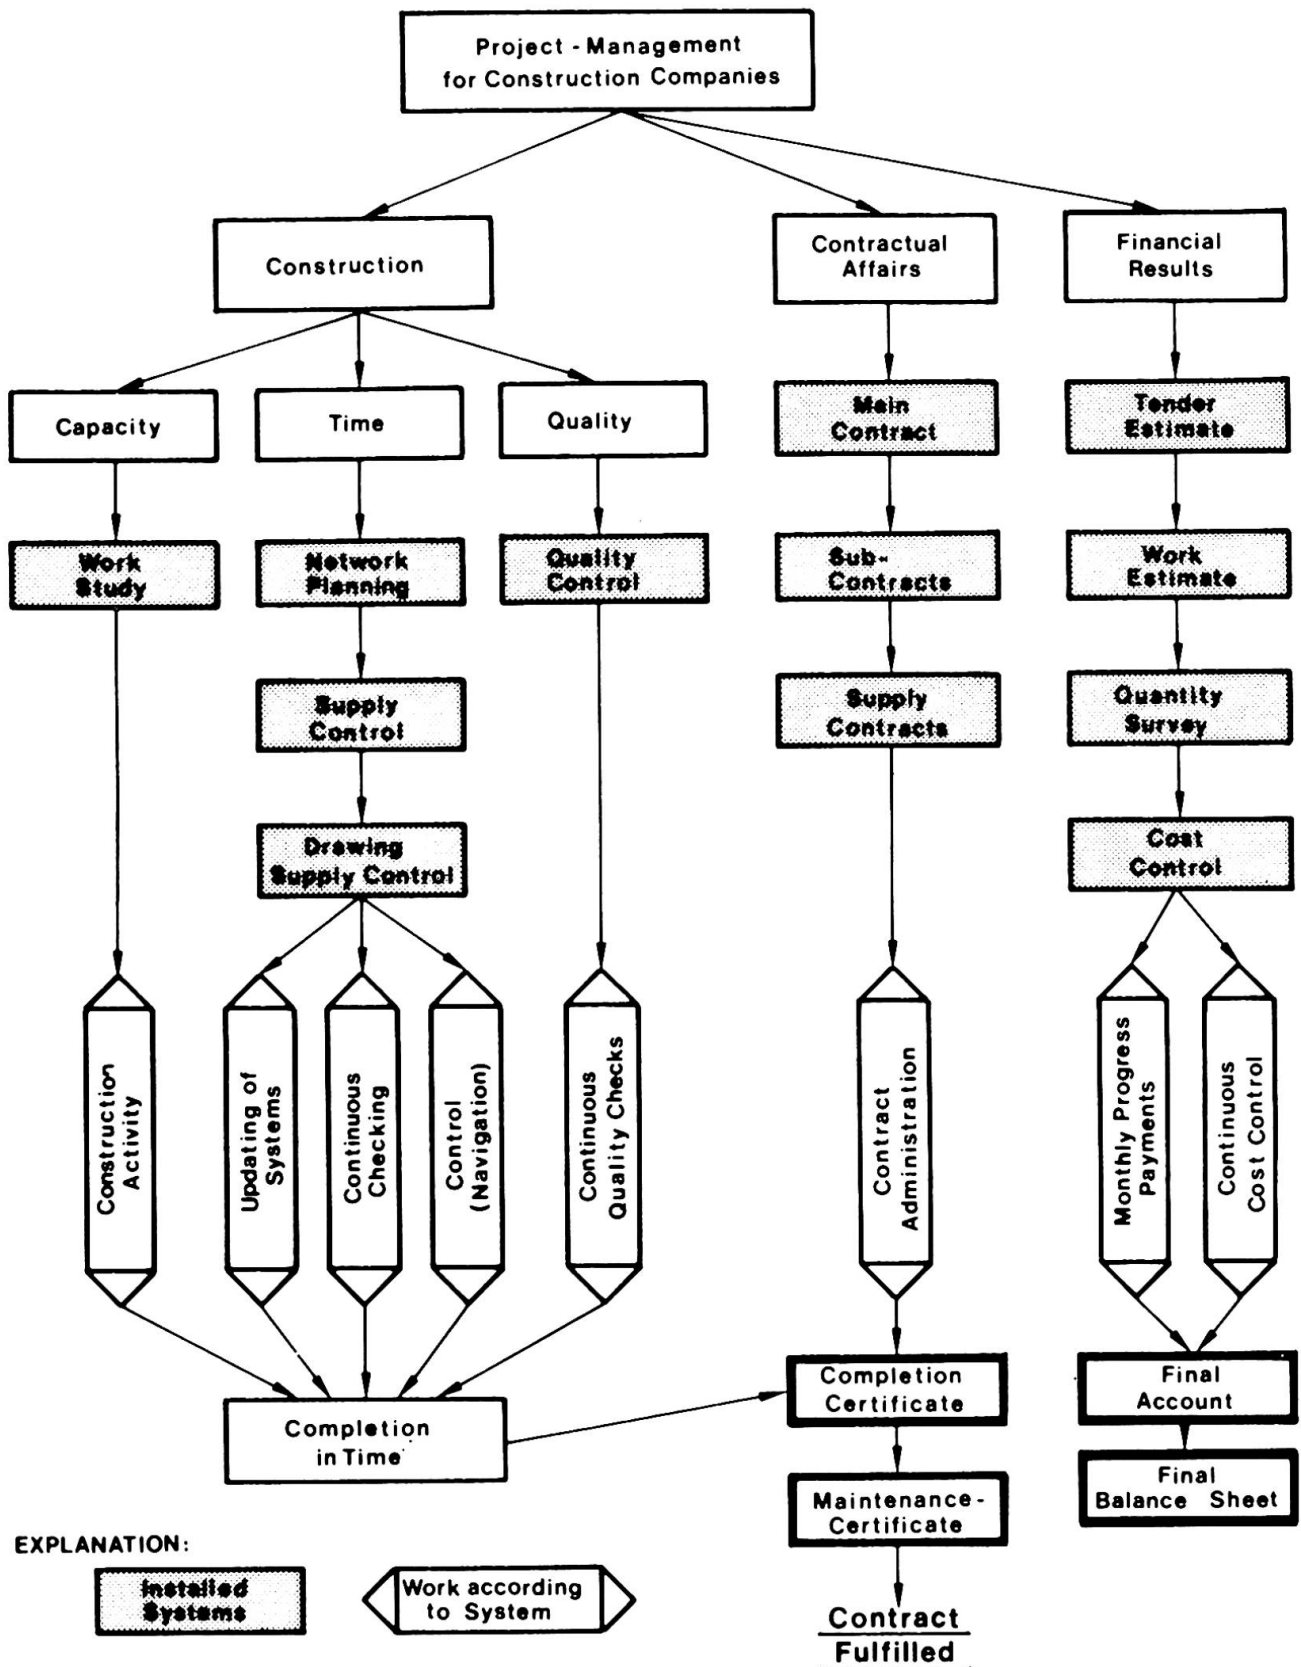 Project - Management
for Construction Companies
Construction
Contractual
Affairs
Financial
Results
Capacity
Time
Quality
Main
Contract
Tender
Estimate
Work
Study
Network
Planning
Quality
Control
Sub-
Contracts
Work
Estimate
Supply
Control
Supply
Contracts
Quantity
Survey
Drawing
Supply Control
Cost
Control
Construction
Activity
Updating of
Systems
Continuous
Checking
Control
(Navigation)
Continuous
Quality Checks
Contract
Administration
Monthly Progress
Payments
Continuous
Cost Control
Completion
in Time
Completion
Certificate
Final
Account
Maintenance-
Certificate
Final
Balance Sheet
EXPLANATION:
Installed
Systems
Work according
to System
Contract
Fulfilled